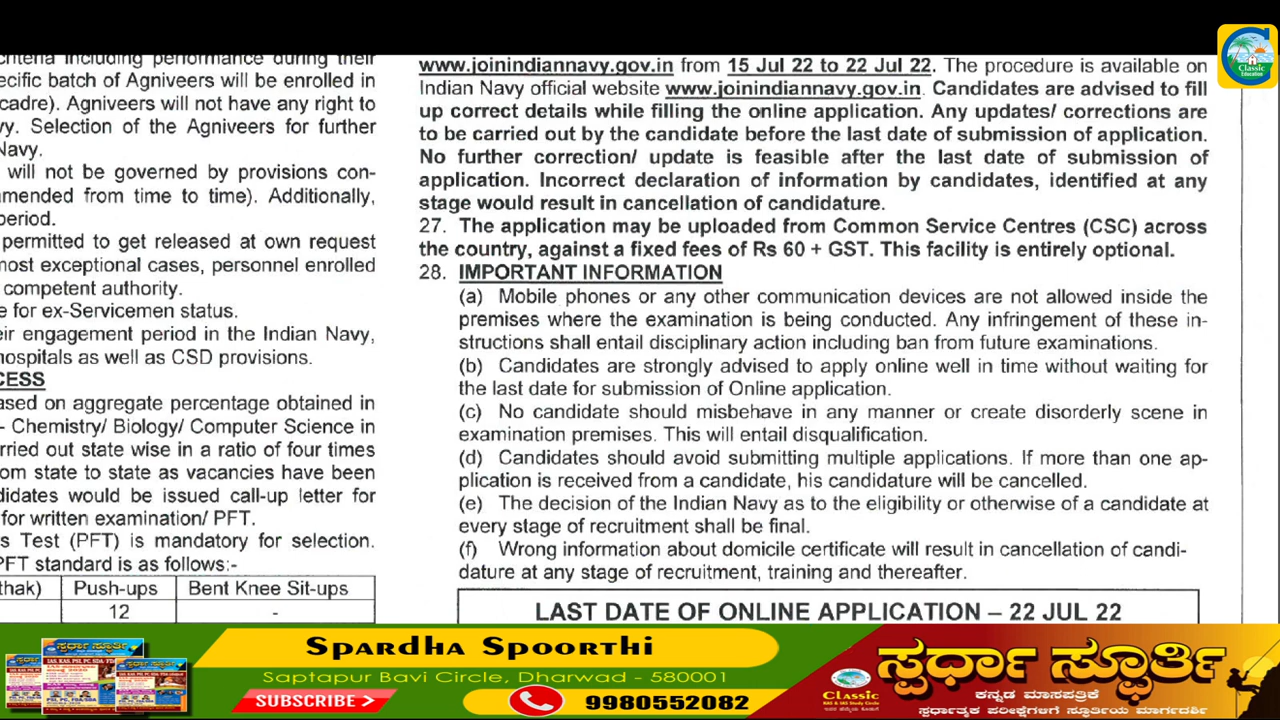 criteria including performance during their
ecific batch of Agniveers will be enrolled in
cadre). Agniveers will not have any right to
vy. Selection of the Agniveers for further
Navy.
will not be governed by provisions con-
mended from time to time). Additionally,
period.
permitted to get released at own request
most exceptional cases, personnel enrolled
competent authority.
e for ex-Servicemen status.
eir engagement period in the Indian Navy,
hospitals as well as CSD provisions.
CESS
ased on aggregate percentage obtained in
- Chemistry/ Biology/ Computer Science in
rried out state wise in a ratio of four times
om state to state as vacancies have been
didates would be issued call-up letter for
for written examination/ PFT.
s Test (PFT) is mandatory for selection.
PFT standard is as follows:-
thak) Push-ups Bent Knee Sit-ups
12 -
www.joinindiannavy.gov.in from 15 Jul 22 to 22 Jul 22. The procedure is available on
Indian Navy official website www.joinindiannavy.gov.in. Candidates are advised to fill
up correct details while filling the online application. Any updates/ corrections are
to be carried out by the candidate before the last date of submission of application.
No further correction/ update is feasible after the last date of submission of
application. Incorrect declaration of information by candidates, identified at any
stage would result in cancellation of candidature.
27. The application may be uploaded from Common Service Centres (CSC) across
the country, against a fixed fees of Rs 60 + GST. This facility is entirely optional.
28. IMPORTANT INFORMATION
(a) Mobile phones or any other communication devices are not allowed inside the
premises where the examination is being conducted. Any infringement of these in-
structions shall entail disciplinary action including ban from future examinations.
(b) Candidates are strongly advised to apply online well in time without waiting for
the last date for submission of Online application.
(c) No candidate should misbehave in any manner or create disorderly scene in
examination premises. This will entail disqualification.
(d) Candidates should avoid submitting multiple applications. If more than one ap-
plication is received from a candidate, his candidature will be cancelled.
(e) The decision of the Indian Navy as to the eligibility or otherwise of a candidate at
every stage of recruitment shall be final.
(f) Wrong information about domicile certificate will result in cancellation of candi-
dature at any stage of recruitment, training and thereafter.
LAST DATE OF ONLINE APPLICATION – 22 JUL 22
Classic
Education
Spardha Spoorthi
Saptapur Bavi Circle, Dharwad - 580001
SUBSCRIBE >
9980552082
ಸ್ಪರ್ಧಾ ಸ್ಫೂರ್ತಿ
ಕನ್ನಡ ಮಾಸಪತ್ರಿಕೆ
ಸ್ಪರ್ಧಾತ್ಮಕ ಪರೀಕ್ಷೆಗಳಿಗೆ ಸ್ಫೂರ್ತಿಯ ಮಾರ್ಗದರ್ಶಿ
Classic
IAS & KAS Study Circle